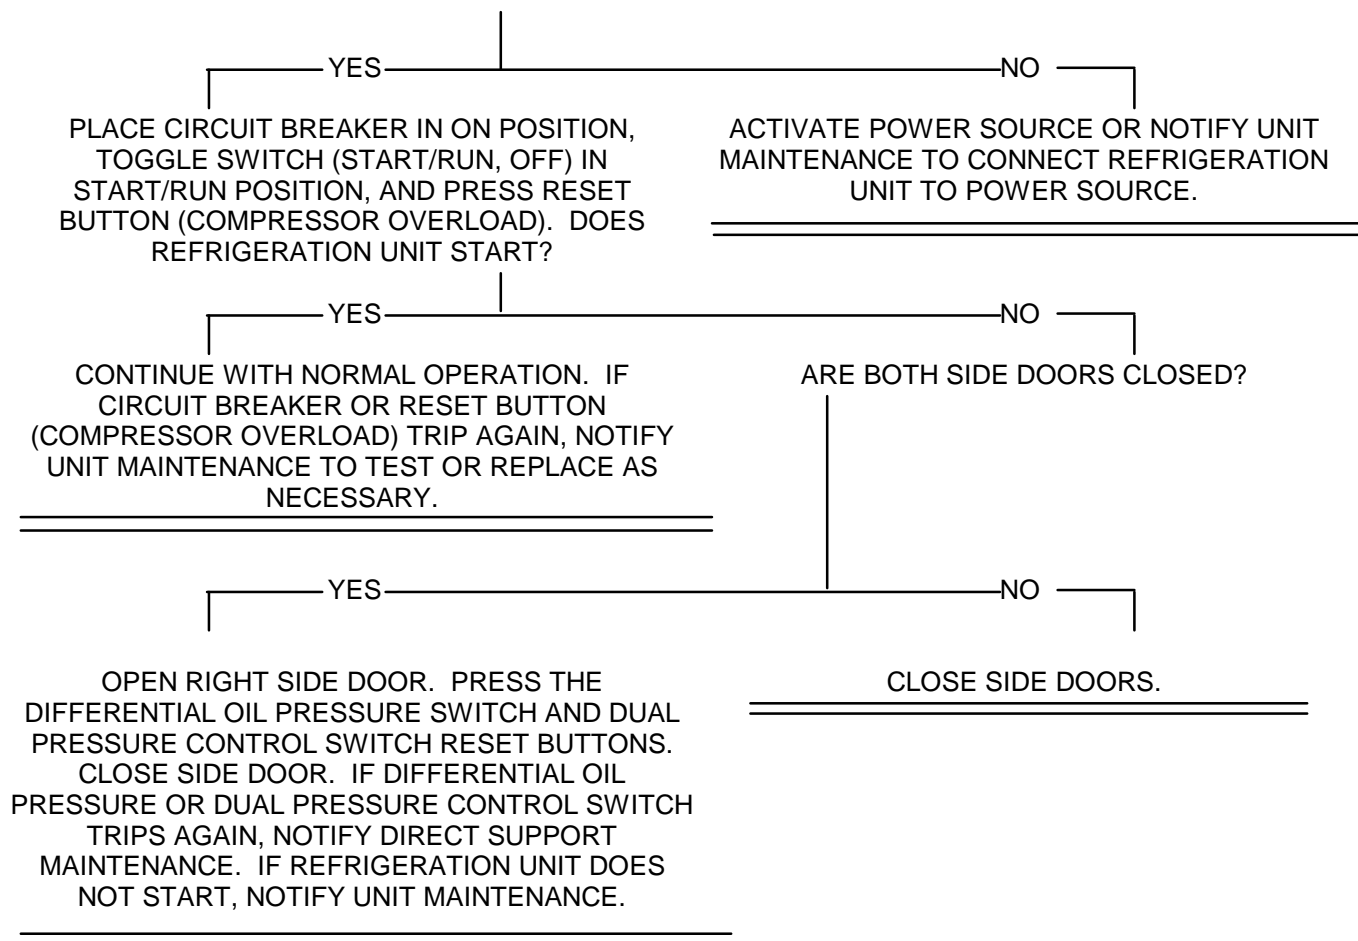 YES
NO
PLACE CIRCUIT BREAKER IN ON POSITION,
TOGGLE SWITCH (START/RUN, OFF) IN
START/RUN POSITION, AND PRESS RESET
BUTTON (COMPRESSOR OVERLOAD).  DOES
REFRIGERATION UNIT START?
ACTIVATE POWER SOURCE OR NOTIFY UNIT
MAINTENANCE TO CONNECT REFRIGERATION
UNIT TO POWER SOURCE.
YES
NO
CONTINUE WITH NORMAL OPERATION.  IF
CIRCUIT BREAKER OR RESET BUTTON
(COMPRESSOR OVERLOAD) TRIP AGAIN, NOTIFY
UNIT MAINTENANCE TO TEST OR REPLACE AS
NECESSARY.
ARE BOTH SIDE DOORS CLOSED?
YES
NO
OPEN RIGHT SIDE DOOR.  PRESS THE
DIFFERENTIAL OIL PRESSURE SWITCH AND DUAL
PRESSURE CONTROL SWITCH RESET BUTTONS.
CLOSE SIDE DOOR.  IF DIFFERENTIAL OIL
PRESSURE OR DUAL PRESSURE CONTROL SWITCH
TRIPS AGAIN, NOTIFY DIRECT SUPPORT
MAINTENANCE.  IF REFRIGERATION UNIT DOES
NOT START, NOTIFY UNIT MAINTENANCE.
CLOSE SIDE DOORS.